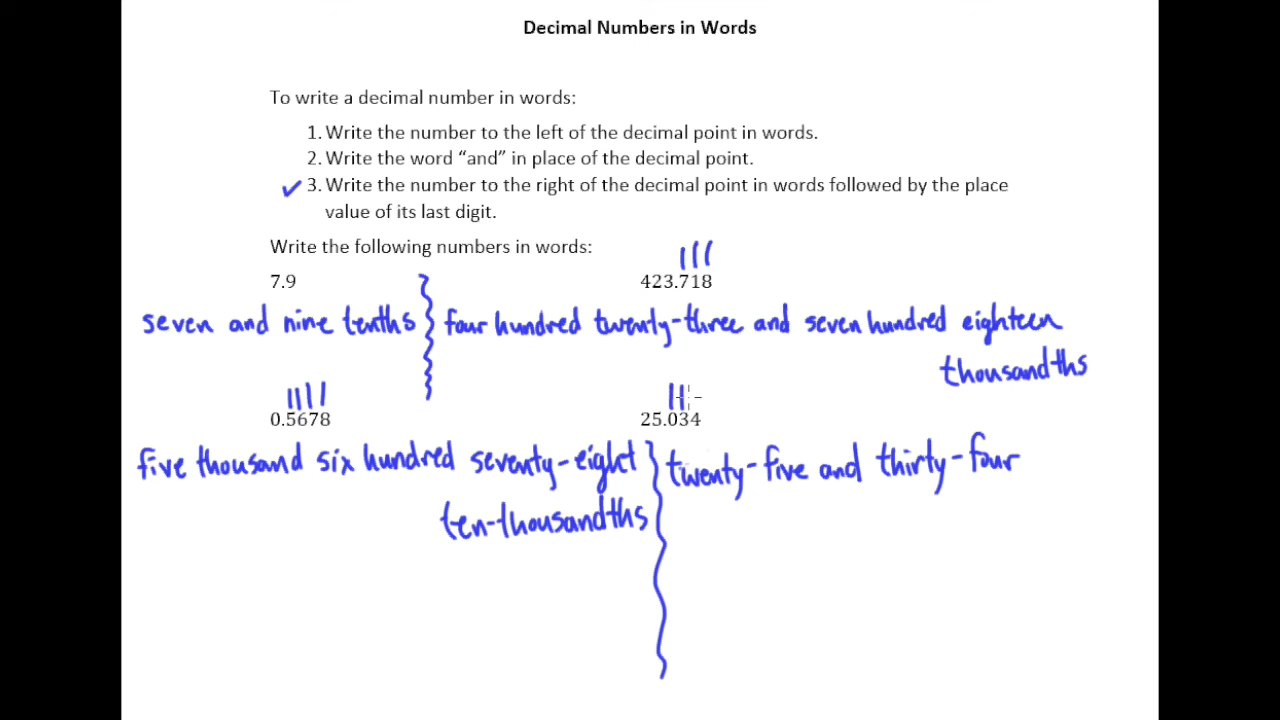 Decimal Numbers in Words
To write a decimal number in words:
1. Write the number to the left of the decimal point in words.
2. Write the word “and” in place of the decimal point.
3. Write the number to the right of the decimal point in words followed by the place
value of its last digit.
Write the following numbers in words:
7.9
423.718
seven and nine tenths
four hundred twenty-three and seven hundred eighteen
thousandths
0.5678
25.034
five thousand six hundred seventy-eight
ten-thousandths
twenty-five and thirty-four